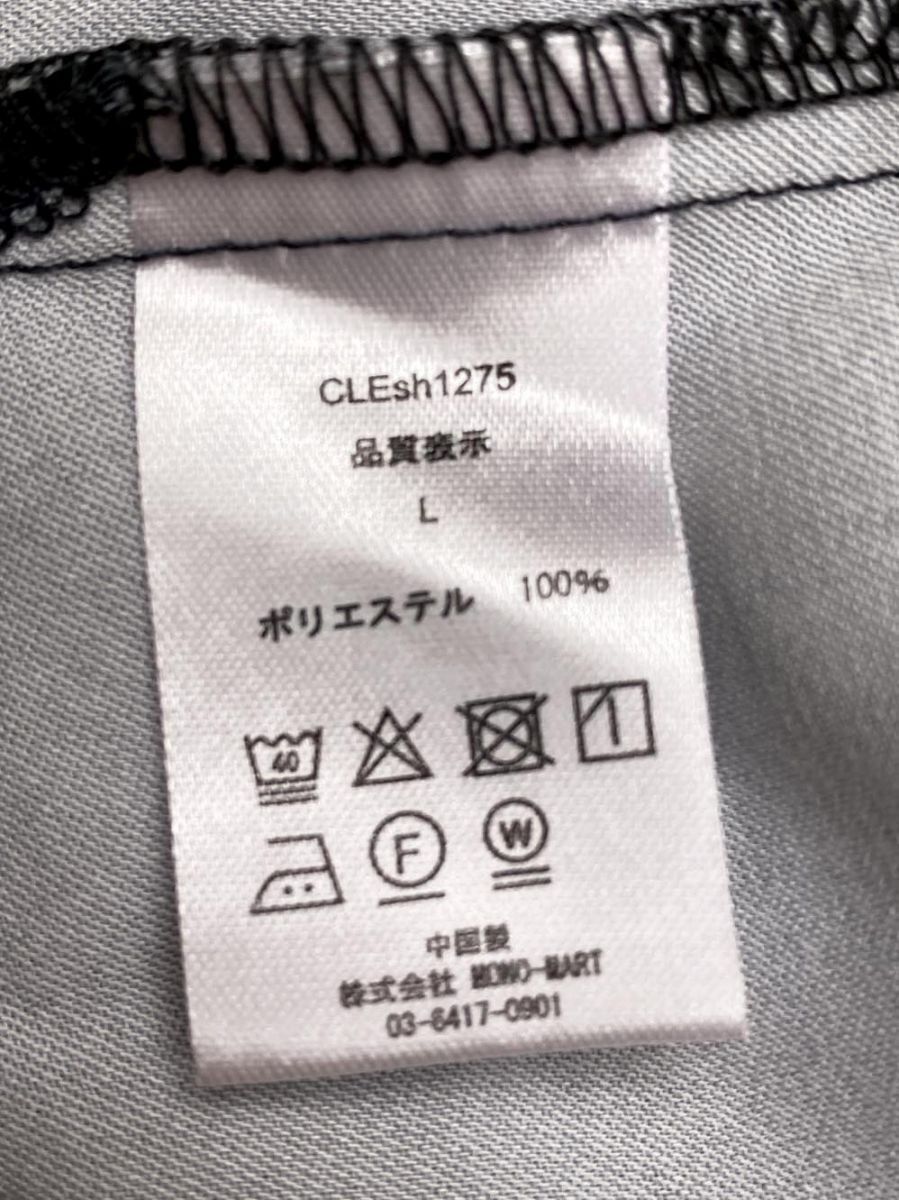 CLEsh1275
品質表示
L
ポリエステル 100%
40
F W
中国製
株式会社 MONO-MART
03-6417-0901